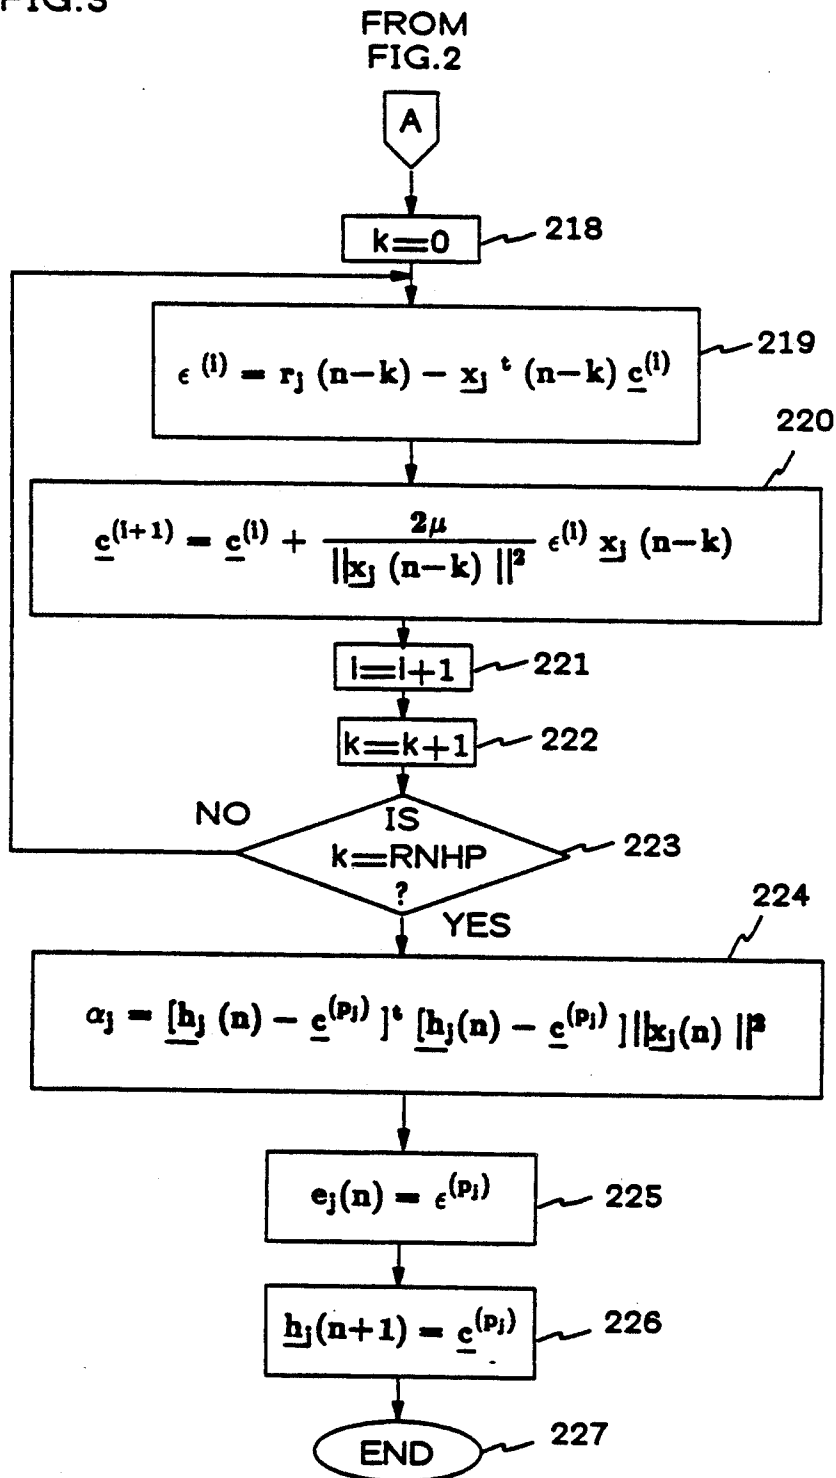 FIG.3
FROM
FIG.2
A
k=0
218
ϵ ⁽ⁱ⁾ = r_j (n−k) − x_j ᵗ (n−k) c⁽ⁱ⁾
219
220
c⁽ⁱ⁺¹⁾ = c⁽ⁱ⁾ + 2μ / ||x_j (n−k) ||² ϵ⁽ⁱ⁾ x_j (n−k)
i=i+1
221
k=k+1
222
NO
IS
k=RNHP
?
223
YES
224
α_j = [h_j (n) − c^(p_j) ]ᵗ [h_j(n) − c^(p_j) ]||x_j(n) ||²
e_j(n) = ϵ^(p_j)
225
h_j(n+1) = c^(p_j)
226
END
227